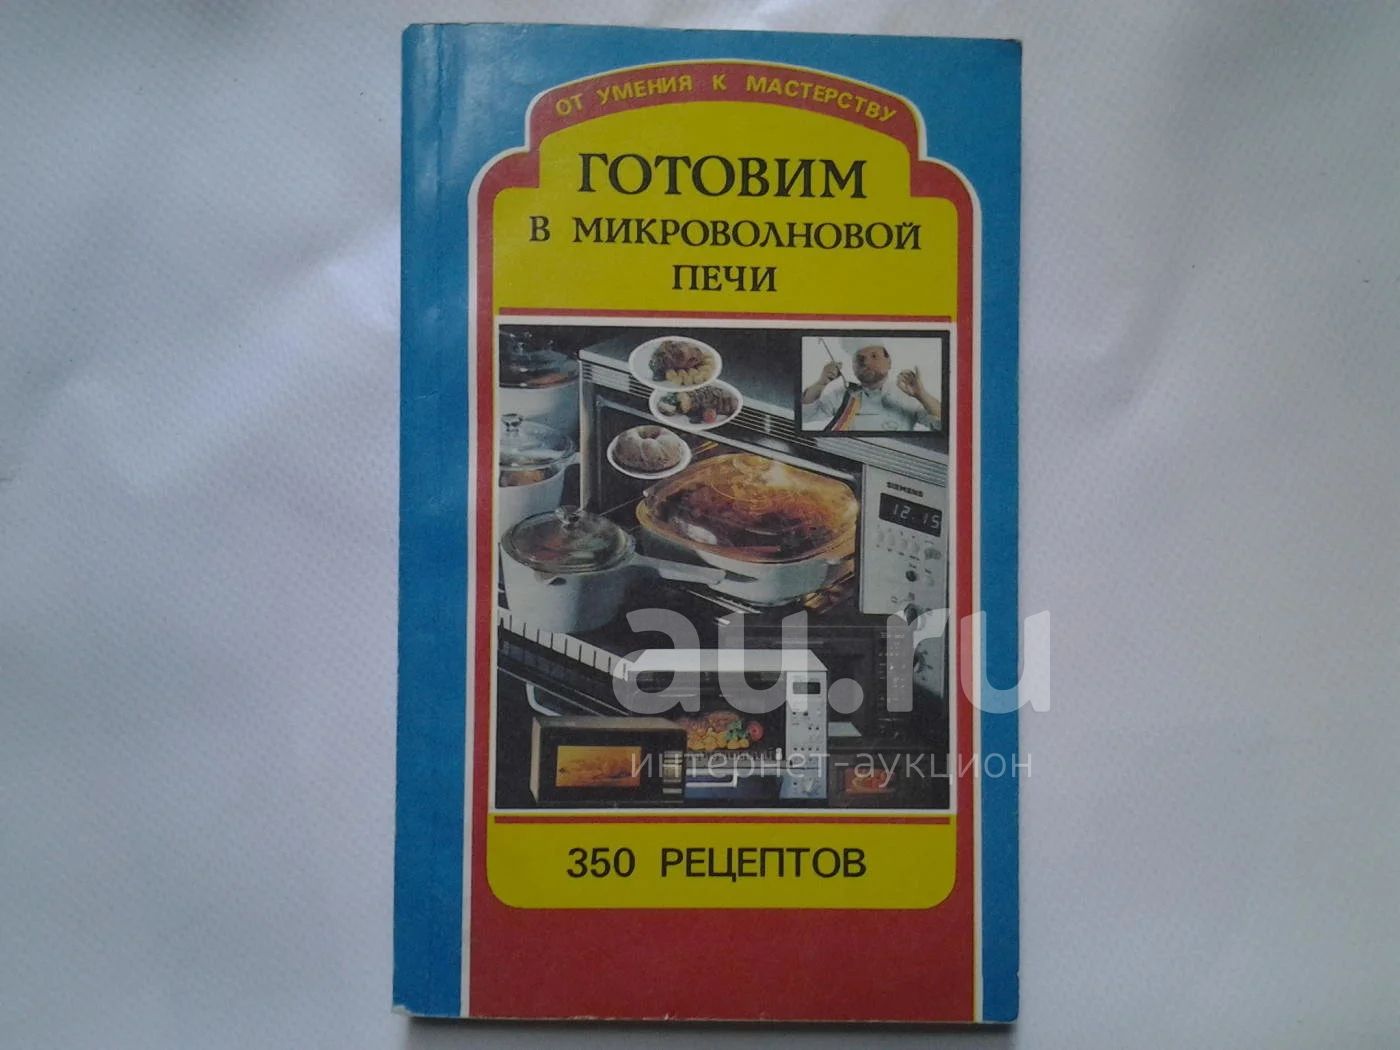 ОТ УМЕНИЯ К МАСТЕРСТВУ
ГОТОВИМ
В МИКРОВОЛНОВОЙ
ПЕЧИ
SIEMENS
12.15
au.ru
интернет-аукцион
350 РЕЦЕПТОВ